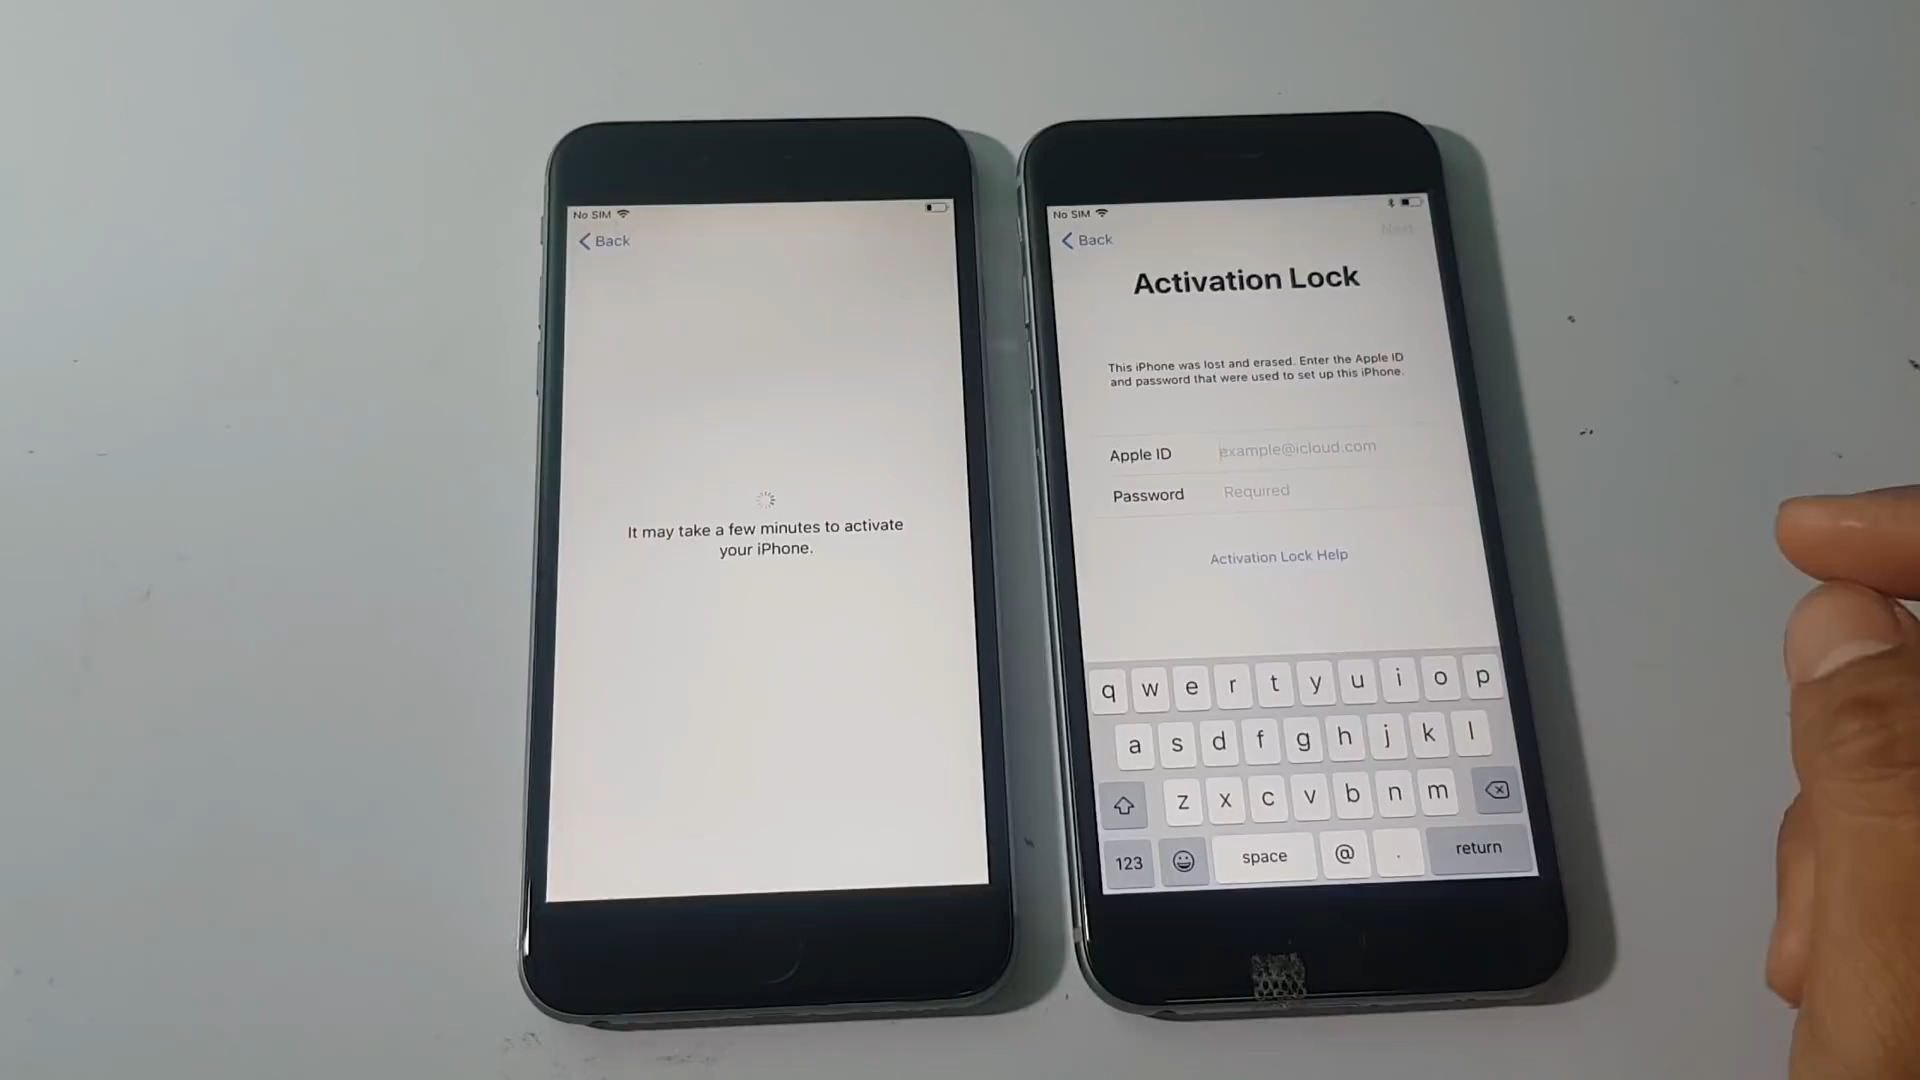 No SIM
Back
It may take a few minutes to activate
your iPhone.
No SIM
Back
Next
Activation Lock
This iPhone was lost and erased. Enter the Apple ID
and password that were used to set up this iPhone.
Apple ID example@icloud.com
Password Required
Activation Lock Help
q w e r t y u i o p
a s d f g h j k l
z x c v b n m
123 space @ . return